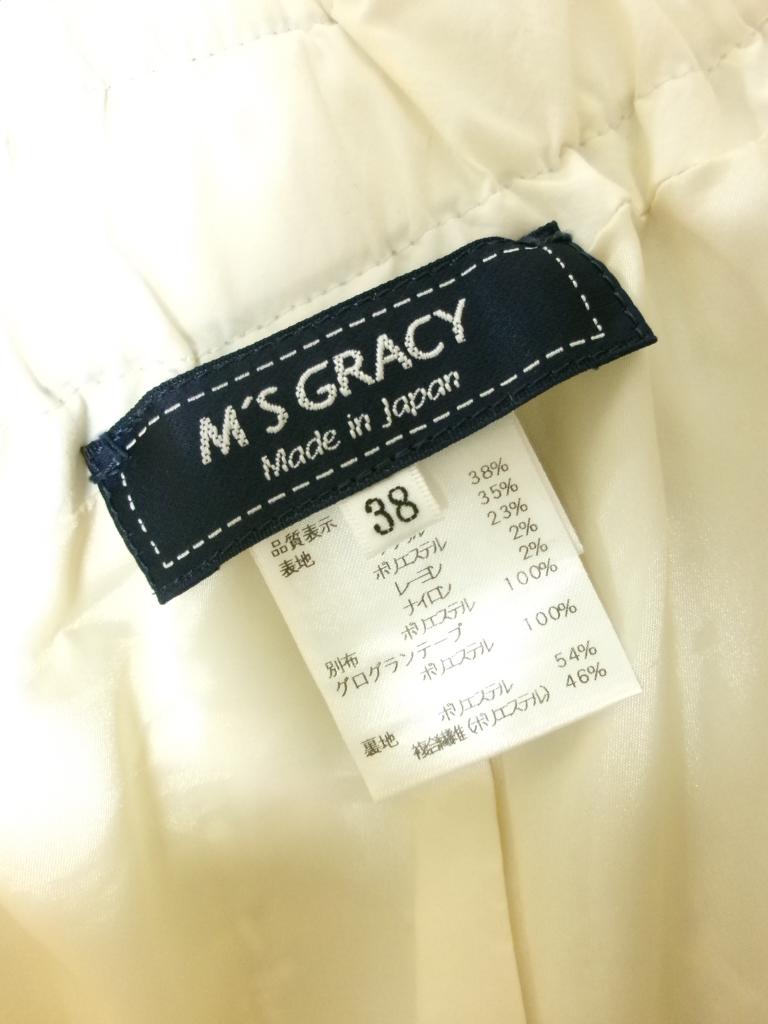 M'S GRACY
Made in Japan
38
品質表示
表地 38%
35%
ポリエステル 23%
レーヨン 2%
ナイロン 2%
別布 ポリエステル 100%
グログランテープ
ポリエステル 100%
裏地 ポリエステル 54%
複合繊維(ポリエステル) 46%